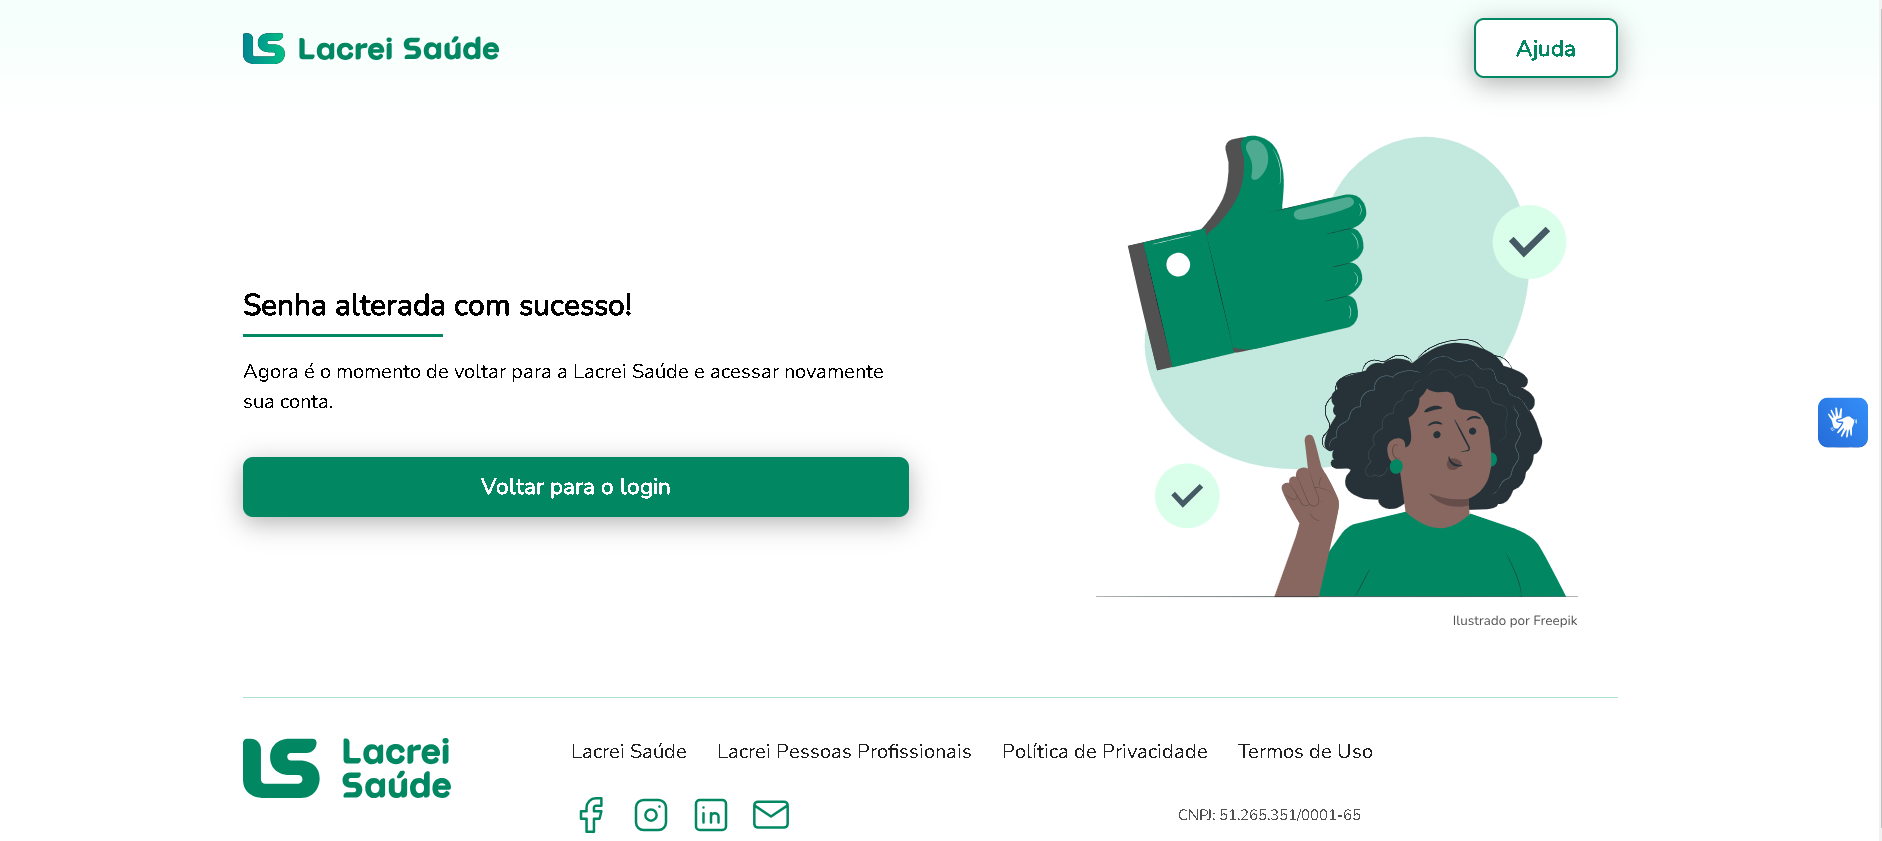 Lacrei Saúde
Ajuda
Senha alterada com sucesso!
Agora é o momento de voltar para a Lacrei Saúde e acessar novamente
sua conta.
Voltar para o login
Ilustrado por Freepik
Lacrei
Saúde
Lacrei Saúde Lacrei Pessoas Profissionais Política de Privacidade Termos de Uso
CNPJ: 51.265.351/0001-65